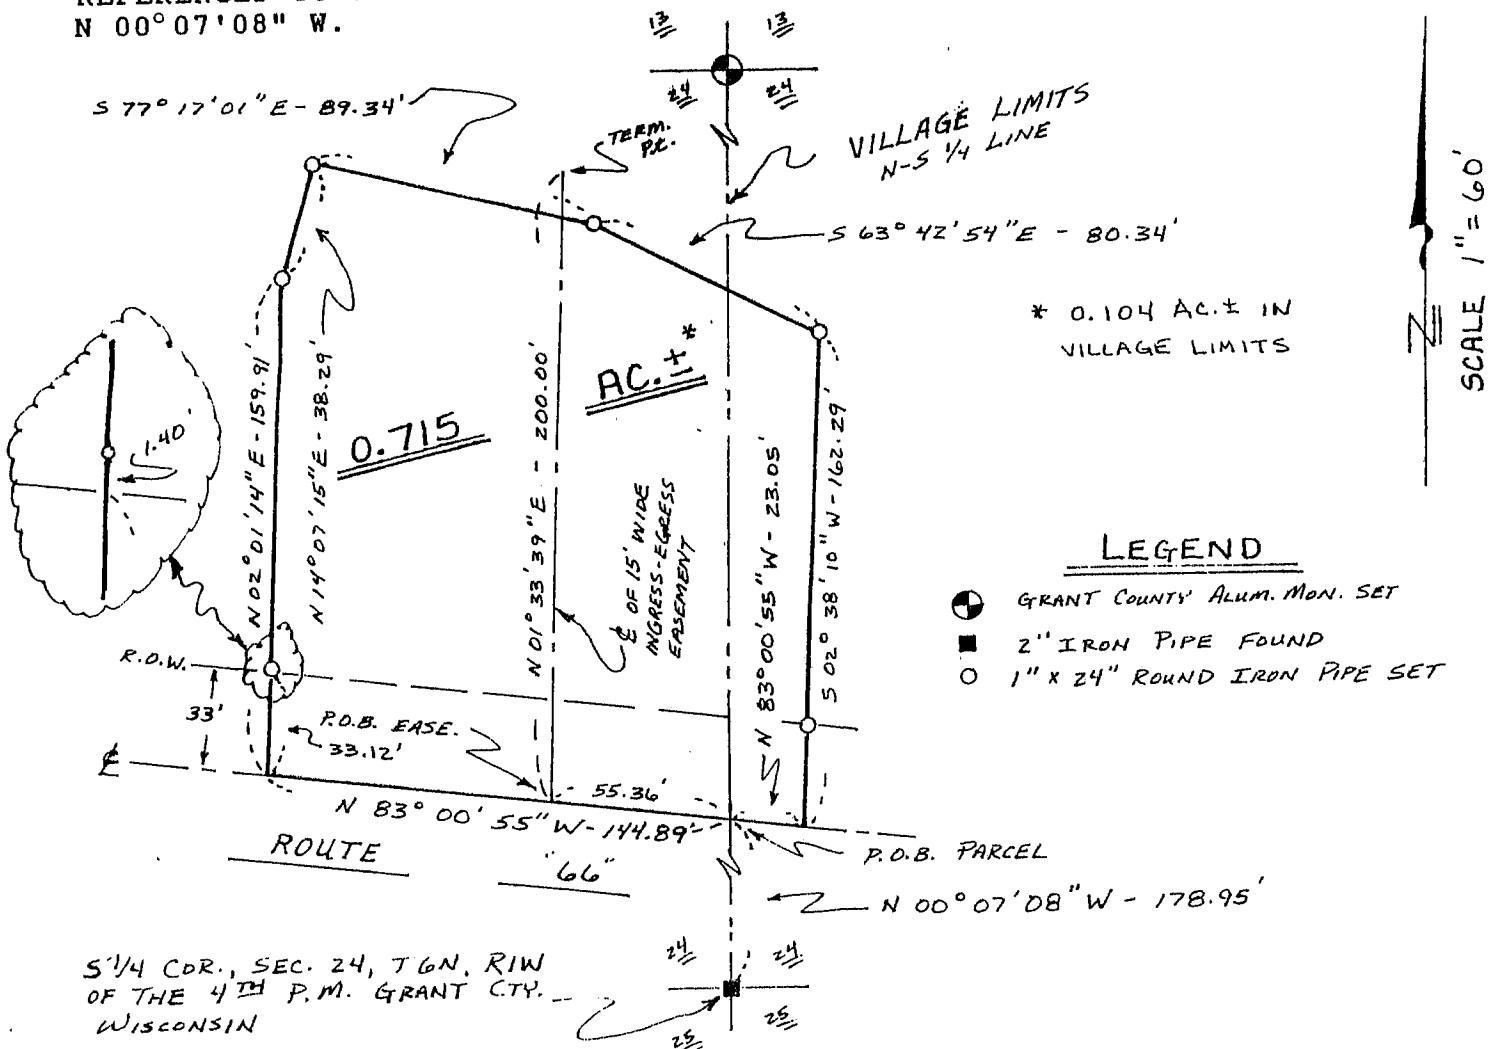 N 00°07'08" W.
13 13
24 24
S 77°17'01"E - 89.34'
TERM.
Pt.
VILLAGE LIMITS
N-S 1/4 LINE
S 63°42'54"E - 80.34'
* 0.104 AC.± IN
VILLAGE LIMITS
N
SCALE 1"=60'
1.40'
N 02°01'14"E - 159.91'
N 14°07'15"E - 38.29'
0.715 AC.±*
N 01°33'39"E - 200.00'
℄ OF 15' WIDE
INGRESS-EGRESS
EASEMENT
N 83°00'55"W - 23.05'
S 02°38'10"W - 162.29'
LEGEND
GRANT COUNTY ALUM. MON. SET
2" IRON PIPE FOUND
1" X 24" ROUND IRON PIPE SET
R.O.W.
33'
℄
P.O.B. EASE.
33.12'
55.36'
N 83°00'55"W - 144.89'
ROUTE "66"
P.O.B. PARCEL
N 00°07'08"W - 178.95'
24 24
25 25
S 1/4 COR., SEC. 24, T6N, R1W
OF THE 4TH P.M. GRANT CTY.
WISCONSIN